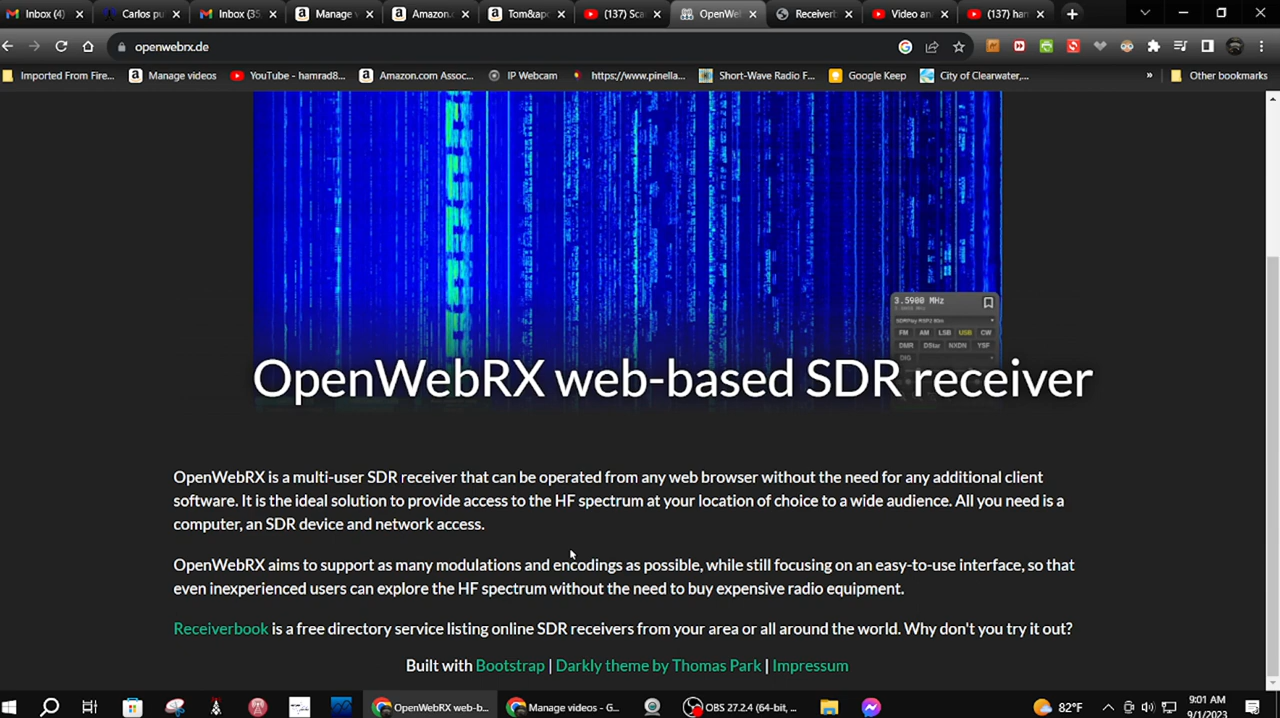 Inbox (4)
Carlos pu
Inbox (35,
Manage v
Amazon.c
Tom&apo
(137) Sca
OpenWel
Receiverb
Video an
(137) han
openwebrx.de
Imported From Fire...
Manage videos
YouTube - hamrad8...
Amazon.com Assoc...
IP Webcam
https://www.pinella...
Short-Wave Radio F...
Google Keep
City of Clearwater,...
»
Other bookmarks
3.5900 MHz
SDRPlay RSP2 80m
FM AM LSB USB CW
DMR DStar NXDN YSF
DIG
OpenWebRX web-based SDR receiver
OpenWebRX is a multi-user SDR receiver that can be operated from any web browser without the need for any additional client
software. It is the ideal solution to provide access to the HF spectrum at your location of choice to a wide audience. All you need is a
computer, an SDR device and network access.
OpenWebRX aims to support as many modulations and encodings as possible, while still focusing on an easy-to-use interface, so that
even inexperienced users can explore the HF spectrum without the need to buy expensive radio equipment.
Receiverbook is a free directory service listing online SDR receivers from your area or all around the world. Why don't you try it out?
Built with Bootstrap | Darkly theme by Thomas Park | Impressum
OpenWebRX web-b...
Manage videos - G...
OBS 27.2.4 (64-bit, ...
82°F
9:01 AM
9/1/2023